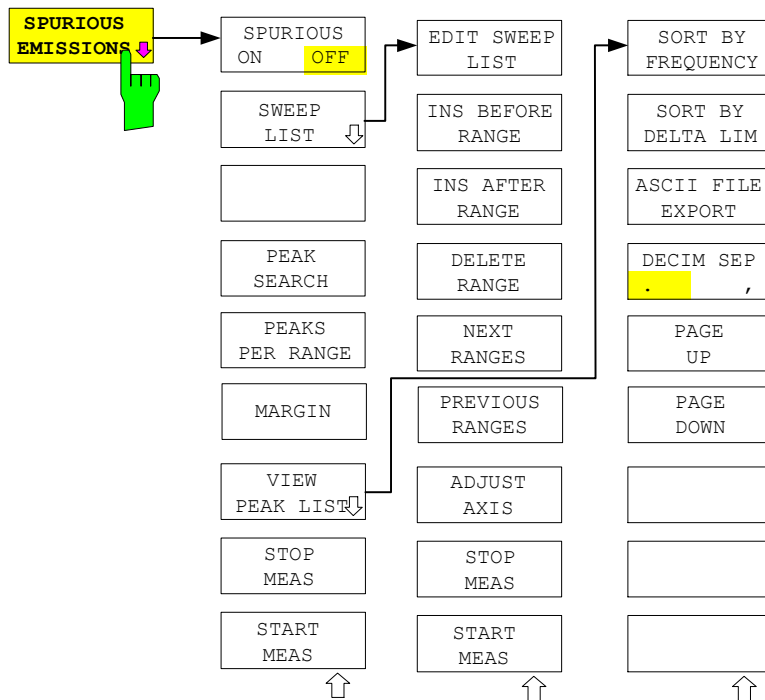 SPURIOUS
EMISSIONS
SPURIOUS
ON OFF
SWEEP
LIST
PEAK
SEARCH
PEAKS
PER RANGE
MARGIN
VIEW
PEAK LIST
STOP
MEAS
START
MEAS
EDIT SWEEP
LIST
INS BEFORE
RANGE
INS AFTER
RANGE
DELETE
RANGE
NEXT
RANGES
PREVIOUS
RANGES
ADJUST
AXIS
STOP
MEAS
START
MEAS
SORT BY
FREQUENCY
SORT BY
DELTA LIM
ASCII FILE
EXPORT
DECIM SEP
. ,
PAGE
UP
PAGE
DOWN